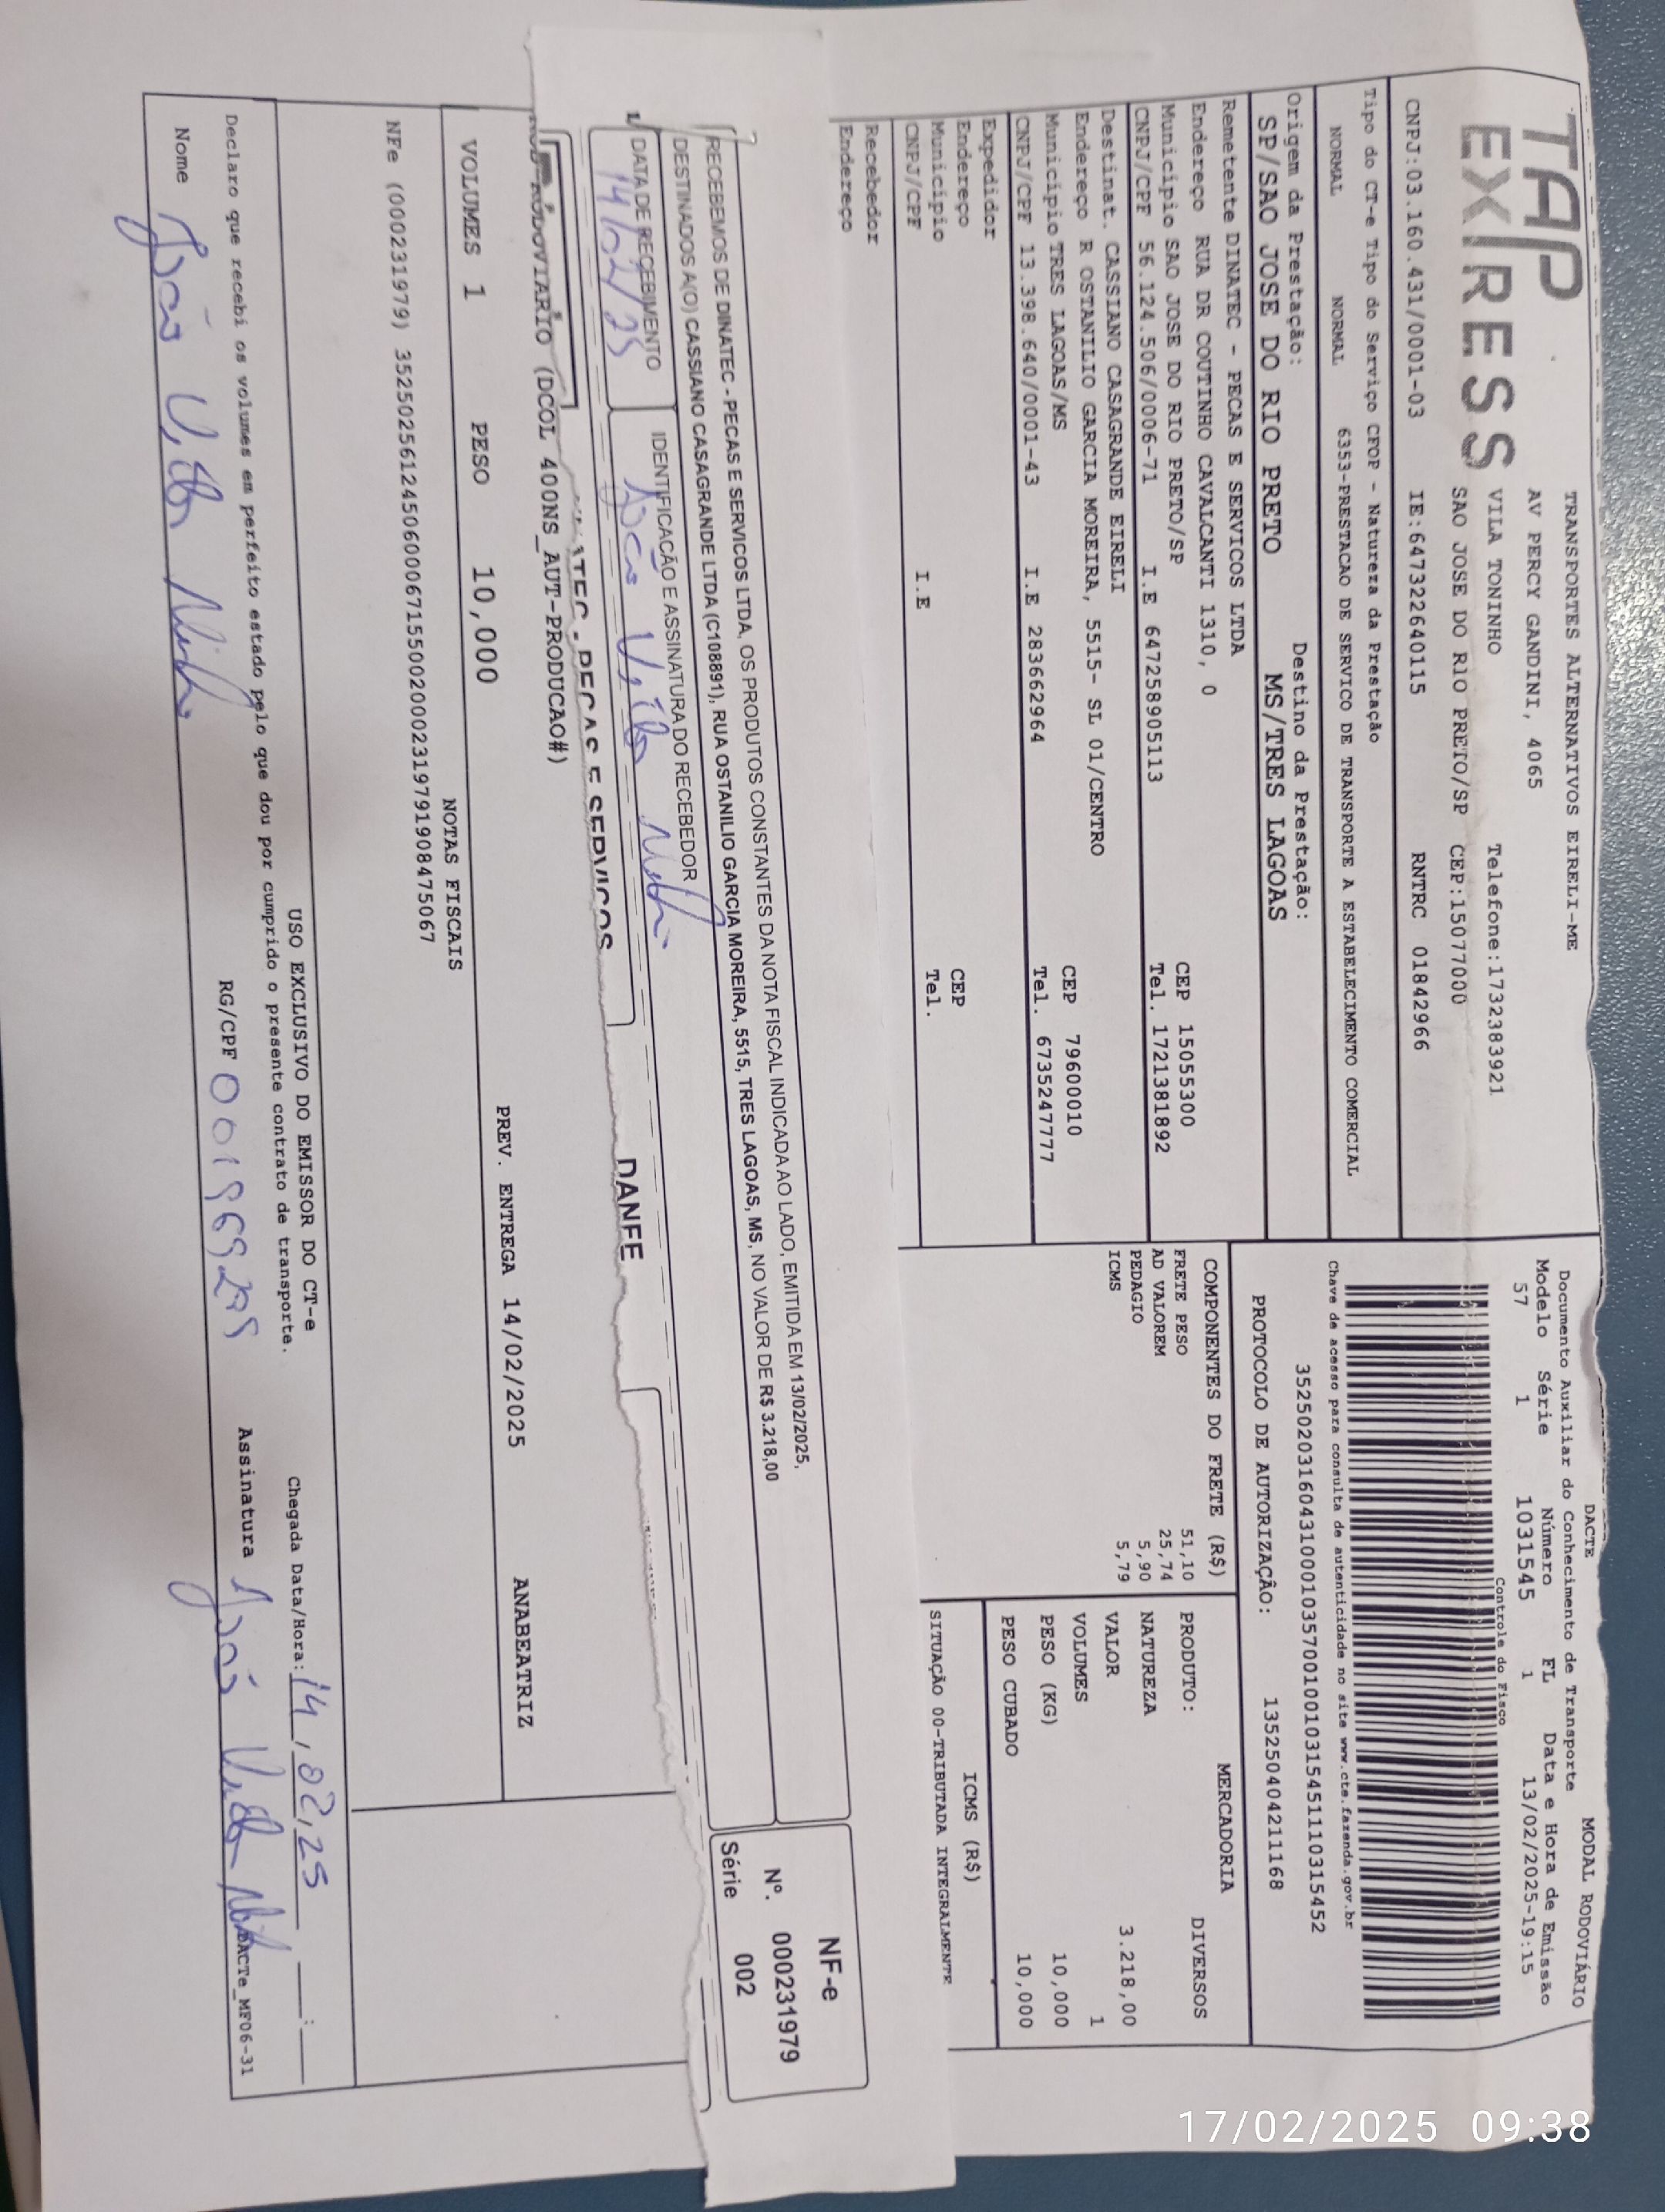 TAP
EXPRESS
TRANSPORTES ALTERNATIVOS EIRELI-ME
AV PERCY GANDINI, 4065
VILA TONINHO Telefone:1732383921
SAO JOSE DO RIO PRETO/SP CEP:15077000
CNPJ:03.160.431/0001-03 IE:647322640115 RNTRC 01842966
Tipo do CT-e Tipo do Serviço CFOP - Natureza da Prestação
NORMAL NORMAL 6353-PRESTACAO DE SERVICO DE TRANSPORTE A ESTABELECIMENTO COMERCIAL
Origem da Prestação: Destino da Prestação:
SP/SAO JOSE DO RIO PRETO MS/TRES LAGOAS
Remetente DINATEC - PECAS E SERVICOS LTDA
Endereço RUA DR COUTINHO CAVALCANTI 1310, 0 CEP 15055300
Municipio SAO JOSE DO RIO PRETO/SP Tel. 1721381892
CNPJ/CPF 56.124.506/0006-71 I.E 647258905113
Destinat. CASSIANO CASAGRANDE EIRELI
Endereço R OSTANILIO GARCIA MOREIRA, 5515- SL 01/CENTRO CEP 79600010
Municipio TRES LAGOAS/MS Tel. 6735247777
CNPJ/CPF 13.398.640/0001-43 I.E 283662964
Expedidor
Endereço CEP
Municipio Tel.
CNPJ/CPF I.E
Recebedor
Endereço
DACTE MODAL RODOVIÁRIO
Documento Auxiliar do Conhecimento de Transporte
Modelo Série Número FL Data e Hora de Emissão
57 1 1031545 1 13/02/2025-19:15
Controle do Fisco
Chave de acesso para consulta de autenticidade no site www.cte.fazenda.gov.br
35250203160431000103570010010315451110315452
PROTOCOLO DE AUTORIZAÇÃO: 135250404211168
COMPONENTES DO FRETE (R$)
FRETE PESO 51,10
AD VALOREM 25,74
PEDAGIO 5,90
ICMS 5,79
MERCADORIA
PRODUTO: DIVERSOS
NATUREZA
VALOR 3.218,00
VOLUMES 1
PESO (KG) 10,000
PESO CUBADO 10,000
ICMS (R$)
SITUAÇÃO 00-TRIBUTADA INTEGRALMENTE
RECEBEMOS DE DINATEC - PECAS E SERVICOS LTDA, OS PRODUTOS CONSTANTES DA NOTA FISCAL INDICADA AO LADO, EMITIDA EM 13/02/2025,
DESTINADOS A(O) CASSIANO CASAGRANDE LTDA (C108891), RUA OSTANILIO GARCIA MOREIRA, 5515, TRES LAGOAS, MS, NO VALOR DE R$ 3.218,00
DATA DE RECEBIMENTO IDENTIFICAÇÃO E ASSINATURA DO RECEBEDOR
14/02/25
NF-e
Nº. 000231979
Série 002
- PECAS E SERVICOS
DANFE
RODOVIARIO (DCOL 400NS_AUT-PRODUCAO#)
VOLUMES 1 PESO 10,000 PREV. ENTREGA 14/02/2025 ANABEATRIZ
NOTAS FISCAIS
NFe (000231979) 35250256124506000671550020002319791908475067
USO EXCLUSIVO DO EMISSOR DO CT-e
Declaro que recebi os volumes em perfeito estado pelo que dou por cumprido o presente contrato de transporte.
Chegada Data/Hora: 14/02/25
Nome João RG/CPF Assinatura João
DACTe_MF06-31
17/02/2025 09:38